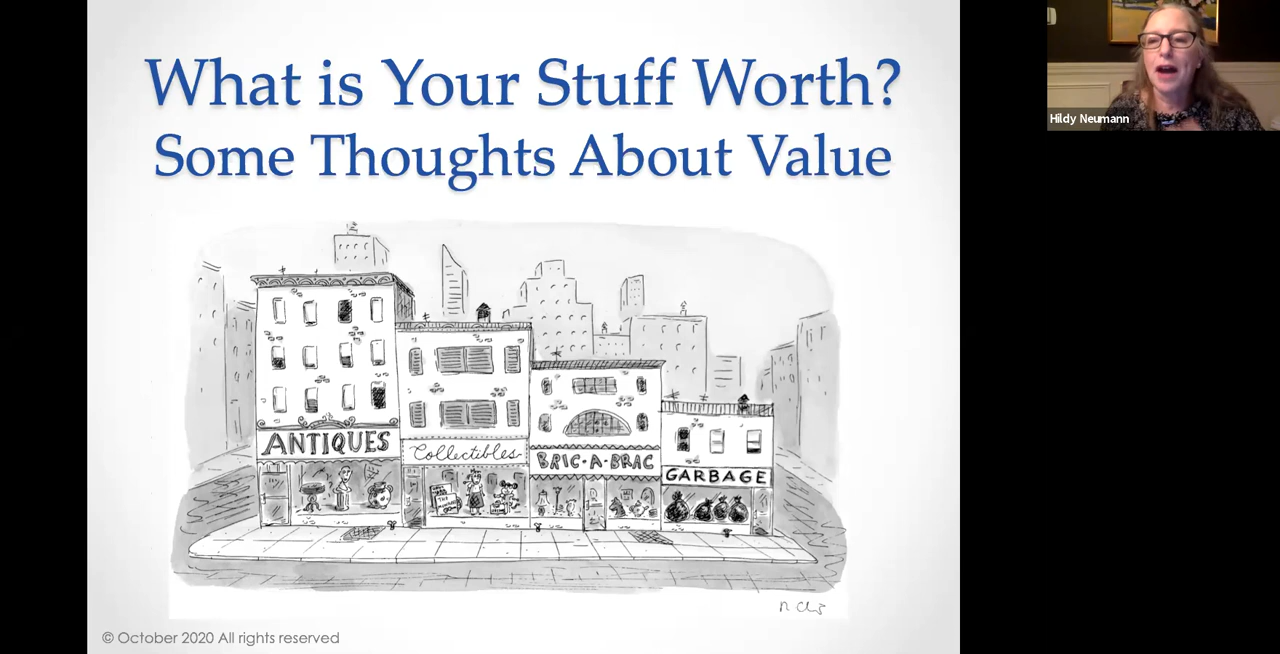 What is Your Stuff Worth?
Some Thoughts About Value
Hildy Neumann
ANTIQUES
Collectibles
BRIC-A-BRAC
GARBAGE
R. Chz
© October 2020 All rights reserved